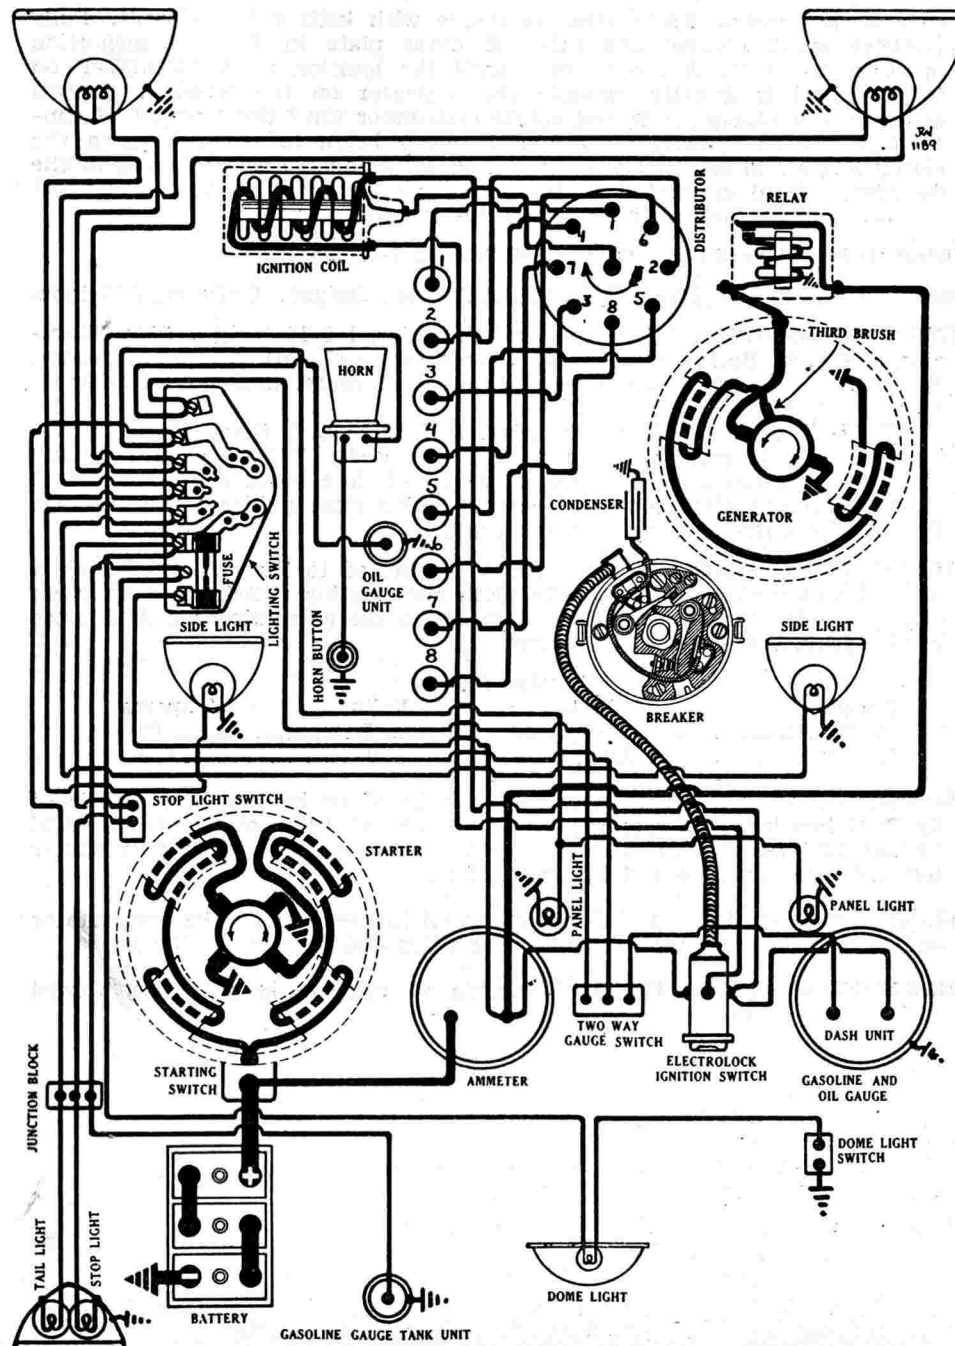 JW
1189
IGNITION COIL
DISTRIBUTOR
RELAY
1
4
6
7
2
3
5
8
THIRD BRUSH
GENERATOR
1
2
3
4
5
6
7
8
HORN
CONDENSER
FUSE
LIGHTING SWITCH
OIL
GAUGE
UNIT
HORN BUTTON
SIDE LIGHT
SIDE LIGHT
BREAKER
STOP LIGHT SWITCH
STARTER
PANEL LIGHT
PANEL LIGHT
STARTING
SWITCH
AMMETER
TWO WAY
GAUGE SWITCH
ELECTROLOCK
IGNITION SWITCH
DASH UNIT
GASOLINE AND
OIL GAUGE
JUNCTION BLOCK
DOME LIGHT
SWITCH
TAIL LIGHT
STOP LIGHT
BATTERY
GASOLINE GAUGE TANK UNIT
DOME LIGHT